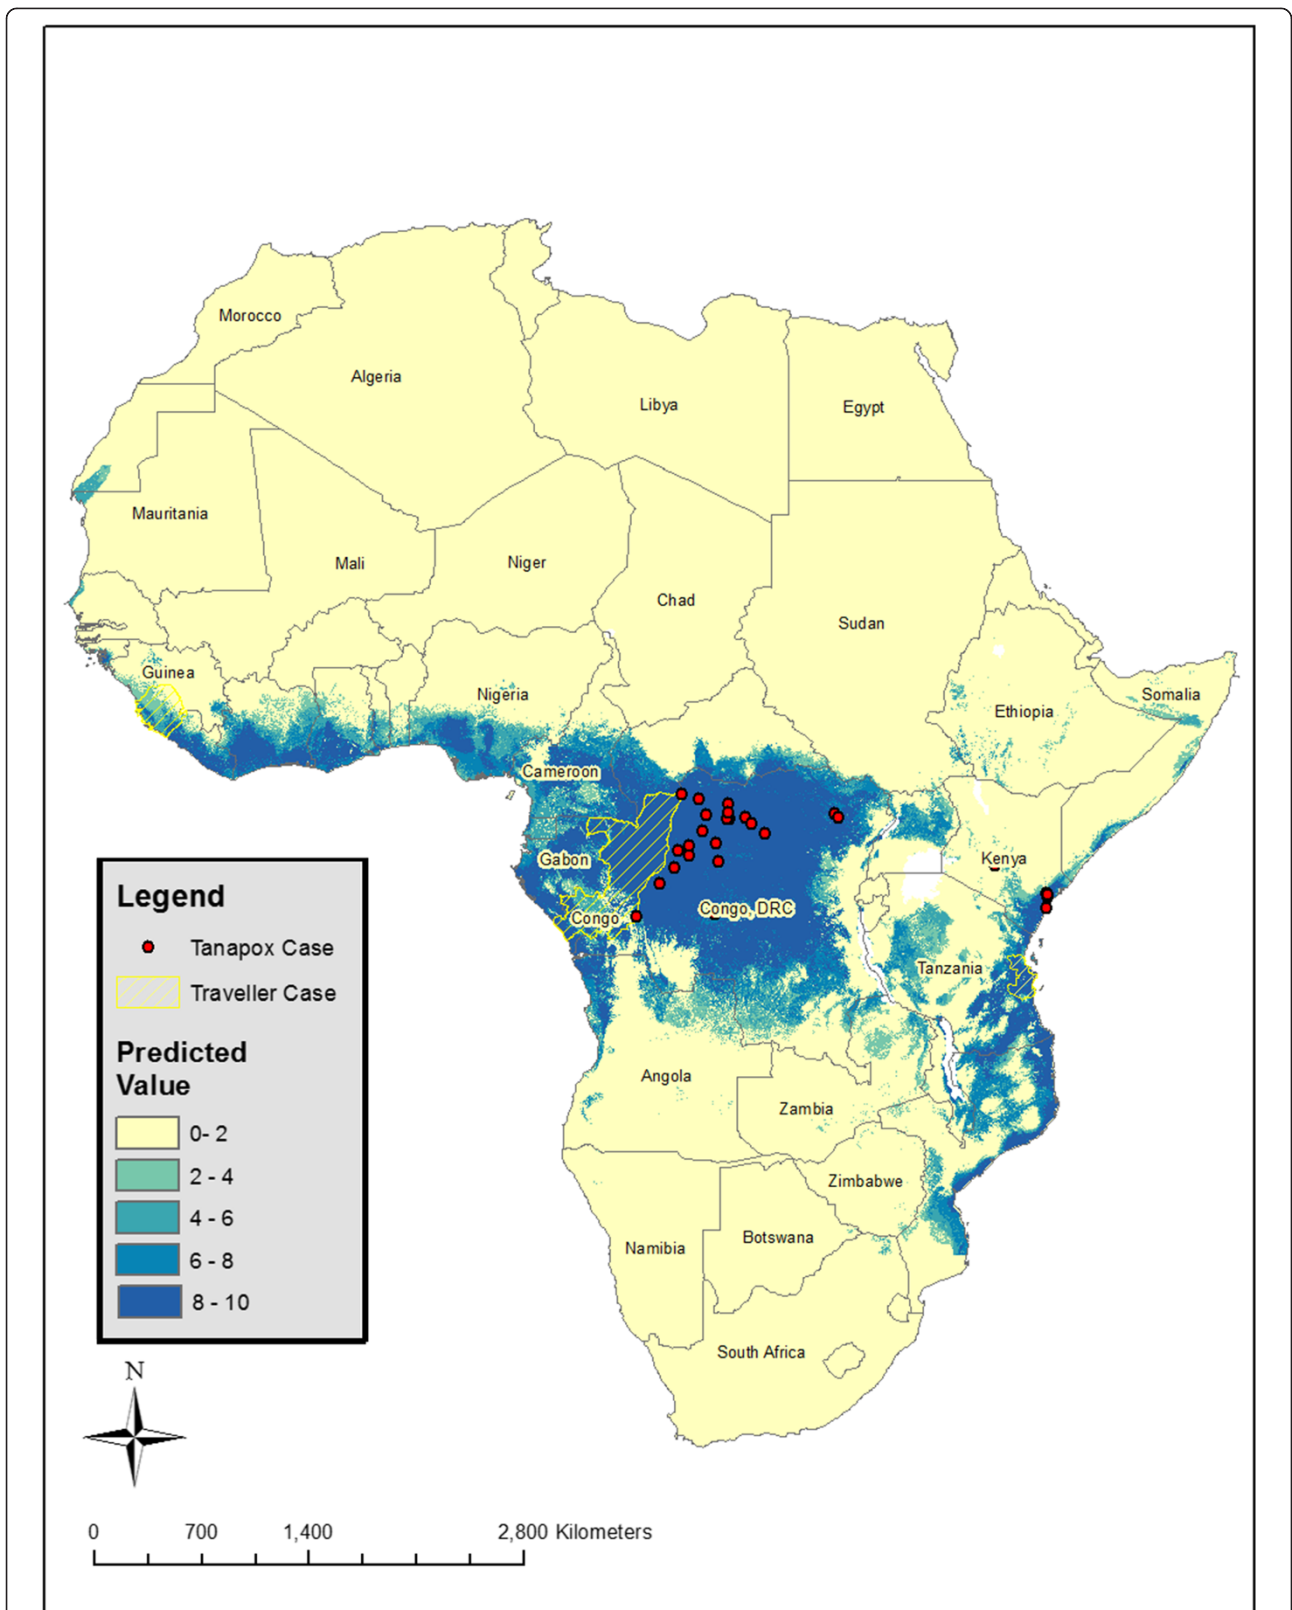 Morocco
Algeria
Libya
Egypt
Mauritania
Mali
Niger
Chad
Sudan
Guinea
Nigeria
Somalia
Ethiopia
Cameroon
Gabon
Kenya
Congo
Congo, DRC
Tanzania
Angola
Zambia
Zimbabwe
Namibia
Botswana
South Africa
Legend
Tanapox Case
Traveller Case
Predicted
Value
0- 2
2 - 4
4 - 6
6 - 8
8 - 10
N
0 700 1,400 2,800 Kilometers